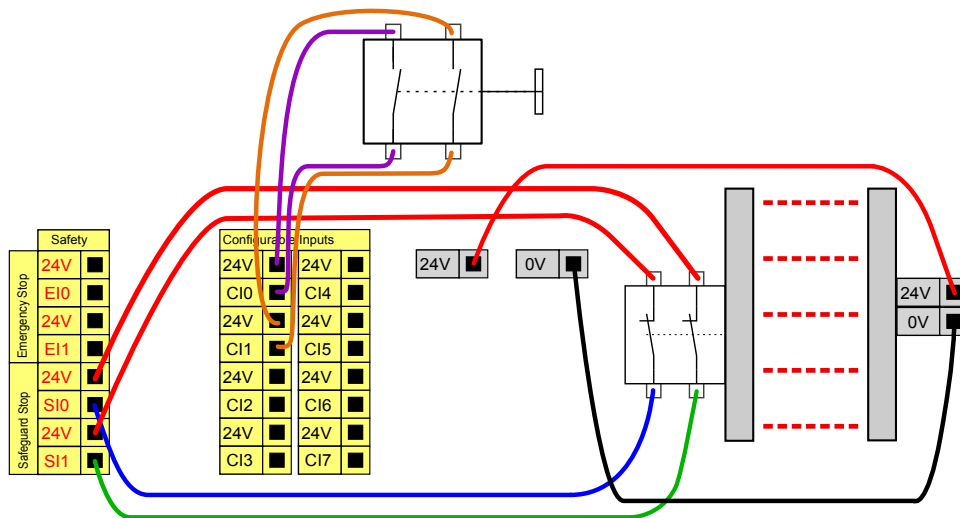 Safety
Emergency Stop
24V
EI0
24V
EI1
Safeguard Stop
24V
SI0
24V
SI1
Configurable Inputs
24V 24V
CI0 CI4
24V 24V
CI1 CI5
24V 24V
CI2 CI6
24V 24V
CI3 CI7
24V 0V
24V
0V